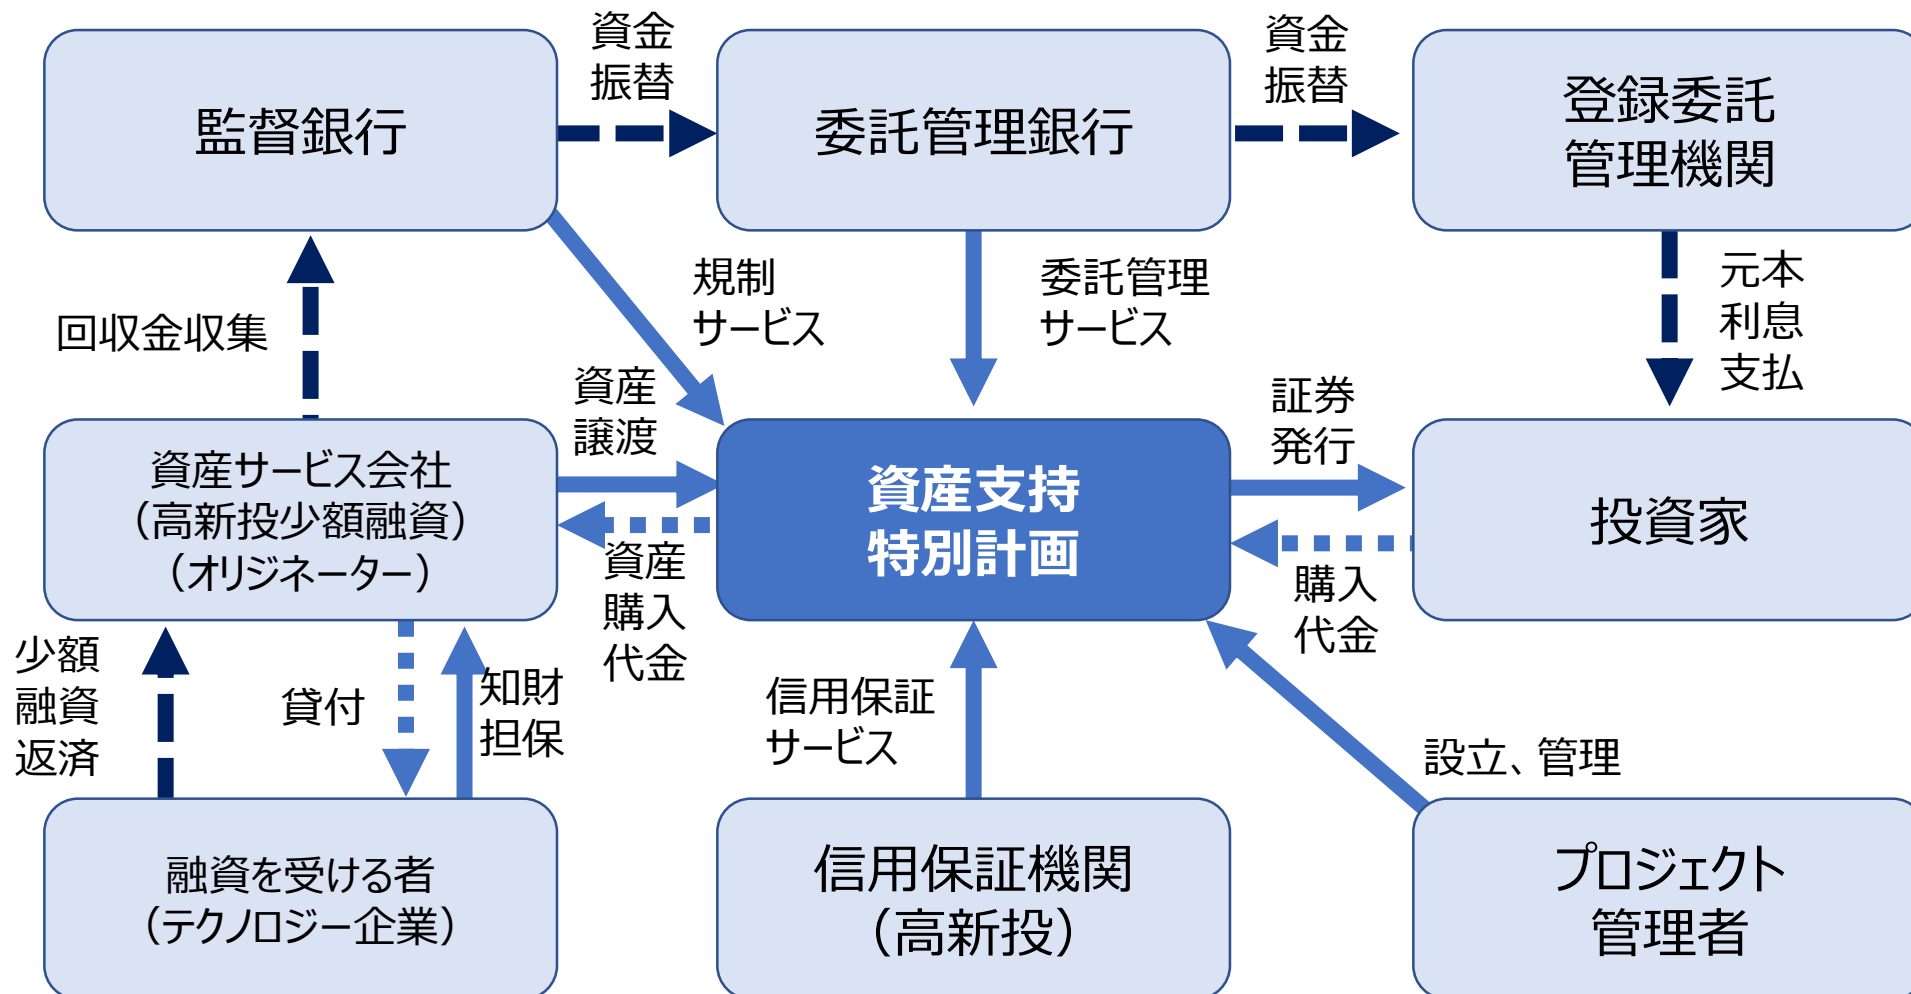 資金
振替
資金
振替
監督銀行
委託管理銀行
登録委託
管理機関
回収金収集
規制
サービス
委託管理
サービス
元本
利息
支払
資産
譲渡
証券
発行
資産サービス会社
（高新投少額融資）
（オリジネーター）
資産支持
特別計画
投資家
資産
購入
代金
購入
代金
少額
融資
返済
貸付
知財
担保
信用保証
サービス
設立、管理
融資を受ける者
（テクノロジー企業）
信用保証機関
（高新投）
プロジェクト
管理者